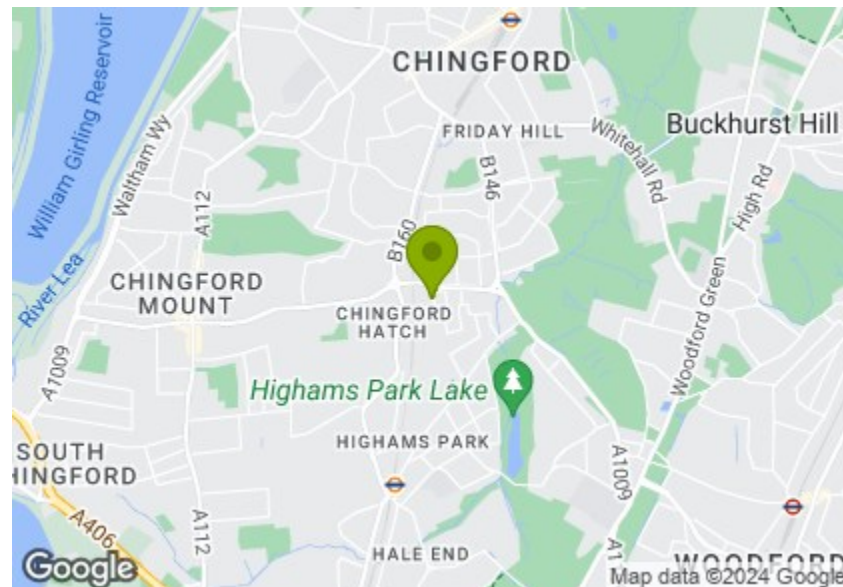 CHINGFORD
FRIDAY HILL
Buckhurst Hill
William Girling Reservoir
Waltham Wy
Whitehall Rd
High Rd
B146
A112
B160
River Lea
CHINGFORD
MOUNT
CHINGFORD
HATCH
Woodford Green
A1009
Highams Park Lake
HIGHAMS PARK
SOUTH
HINGFORD
A1009
A406
A112
HALE END
A1
WOODFORD
Google
Map data ©2024 Google